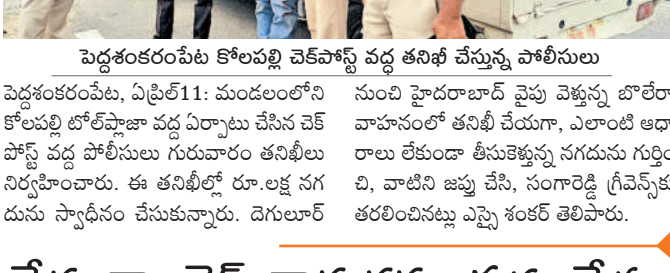 పెద్దశంకరంపేట కోలపల్లి చెక్‌పోస్ట్ వద్ద తనిఖీ చేస్తున్న పోలీసులు
పెద్దశంకరంపేట, ఏప్రిల్11: మండలంలోని
కోలపల్లి టోల్‌ప్లాజా వద్ద ఏర్పాటు చేసిన చెక్
పోస్ట్ వద్ద పోలీసులు గురువారం తనిఖీలు
నిర్వహించారు. ఈ తనిఖీల్లో రూ.లక్ష నగ
దును స్వాధీనం చేసుకున్నారు. దెగులూర్
నుంచి హైదరాబాద్ వైపు వెళ్తున్న బొలేరా
వాహనంలో తనిఖీ చేయగా, ఎలాంటి ఆధా
రాలు లేకుండా తీసుకెళ్తున్న నగదును గుర్తిం
చి, వాటిని జప్తు చేసి, సంగారెడ్డి గ్రీవెన్స్‌కు
తరలించినట్లు ఎస్సై శంకర్ తెలిపారు.